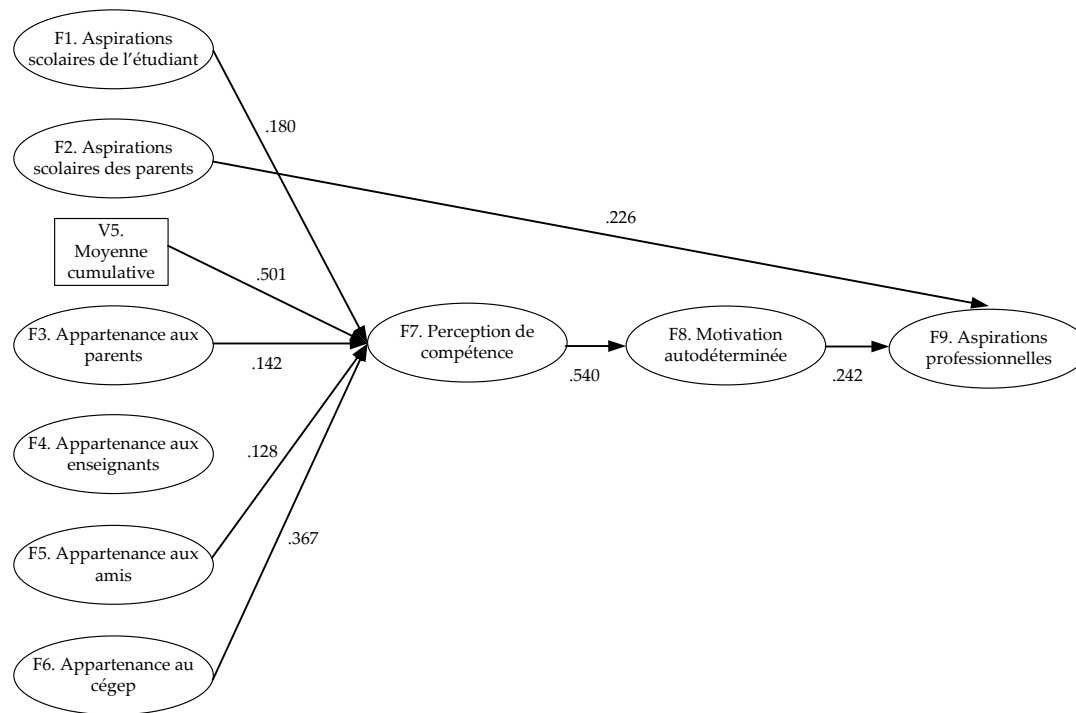 F1. Aspirations
scolaires de l'étudiant
.180
F2. Aspirations
scolaires des parents
.226
V5.
Moyenne
cumulative
.501
F3. Appartenance aux
parents
.142
F7. Perception de
compétence
.540
F8. Motivation
autodéterminée
.242
F9. Aspirations
professionnelles
F4. Appartenance aux
enseignants
.128
F5. Appartenance aux
amis
.367
F6. Appartenance au
cégep